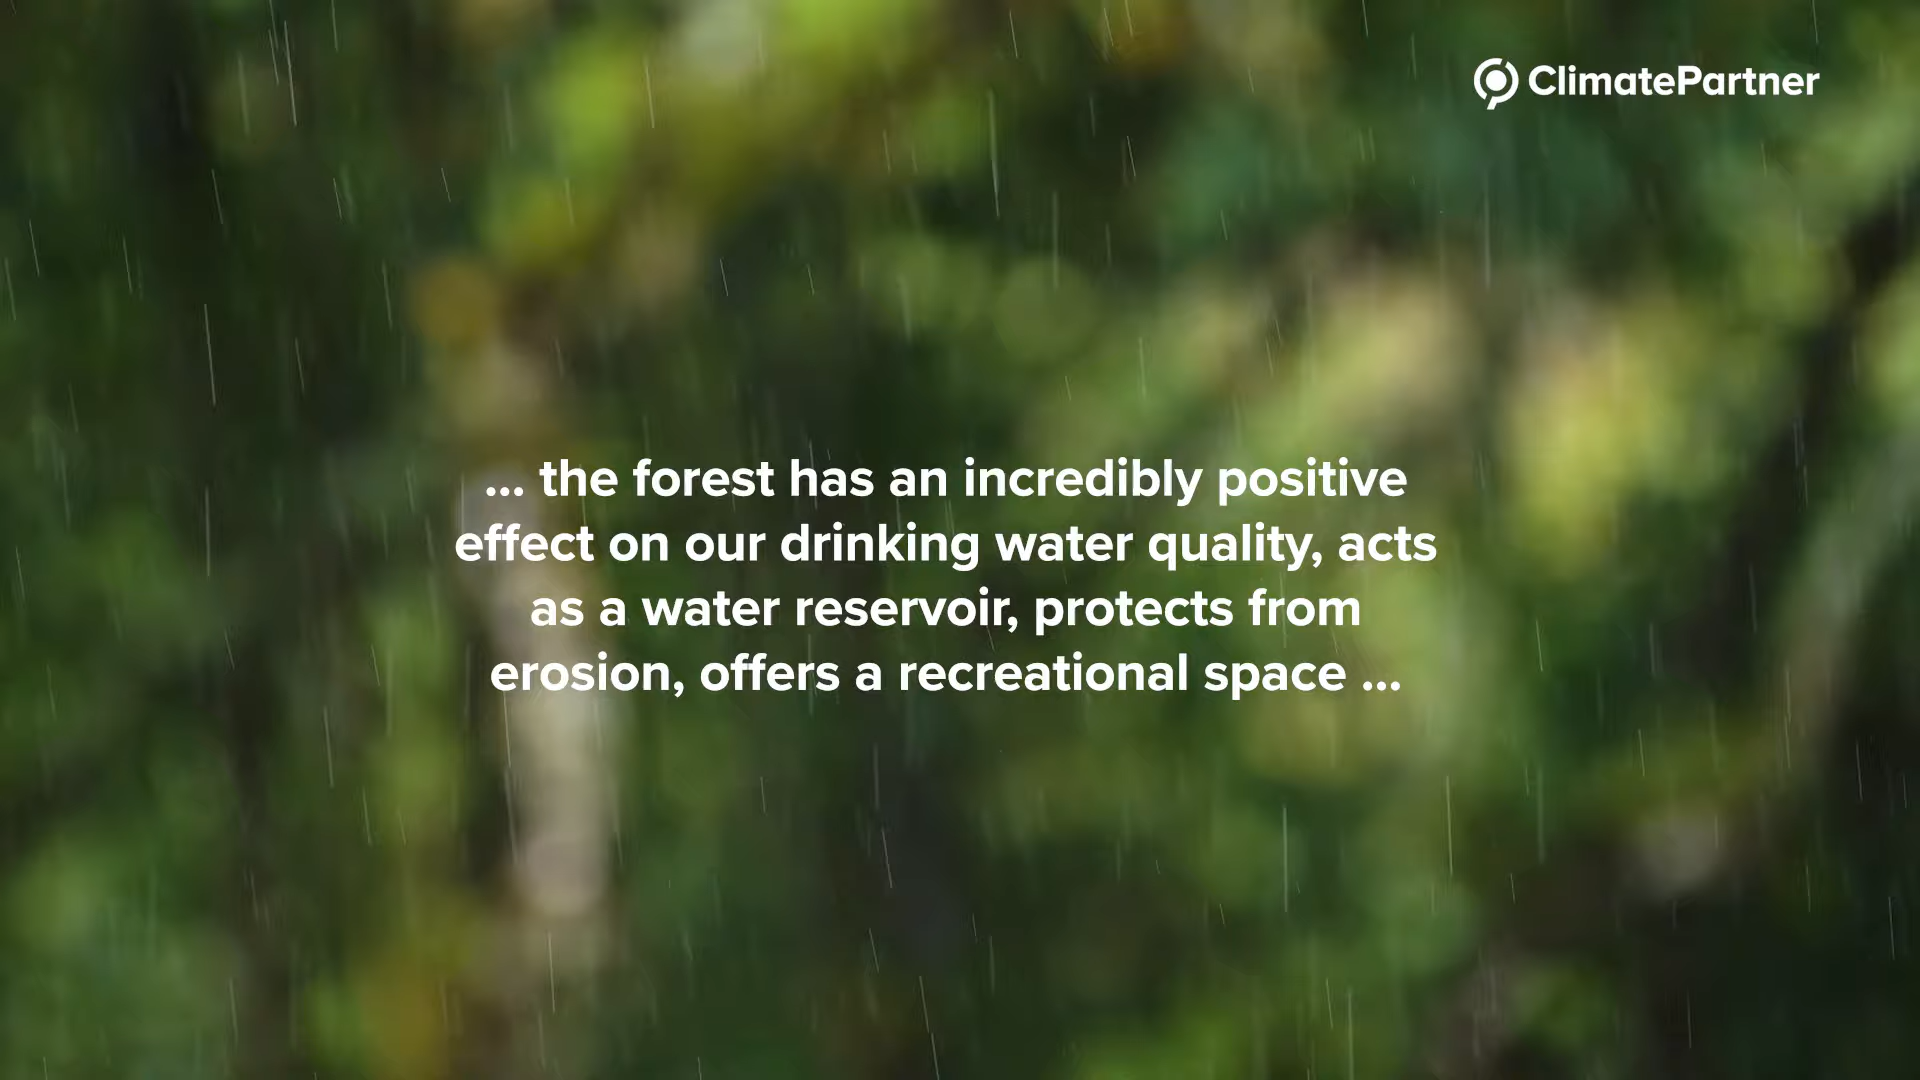 ClimatePartner
... the forest has an incredibly positive
effect on our drinking water quality, acts
as a water reservoir, protects from
erosion, offers a recreational space ...